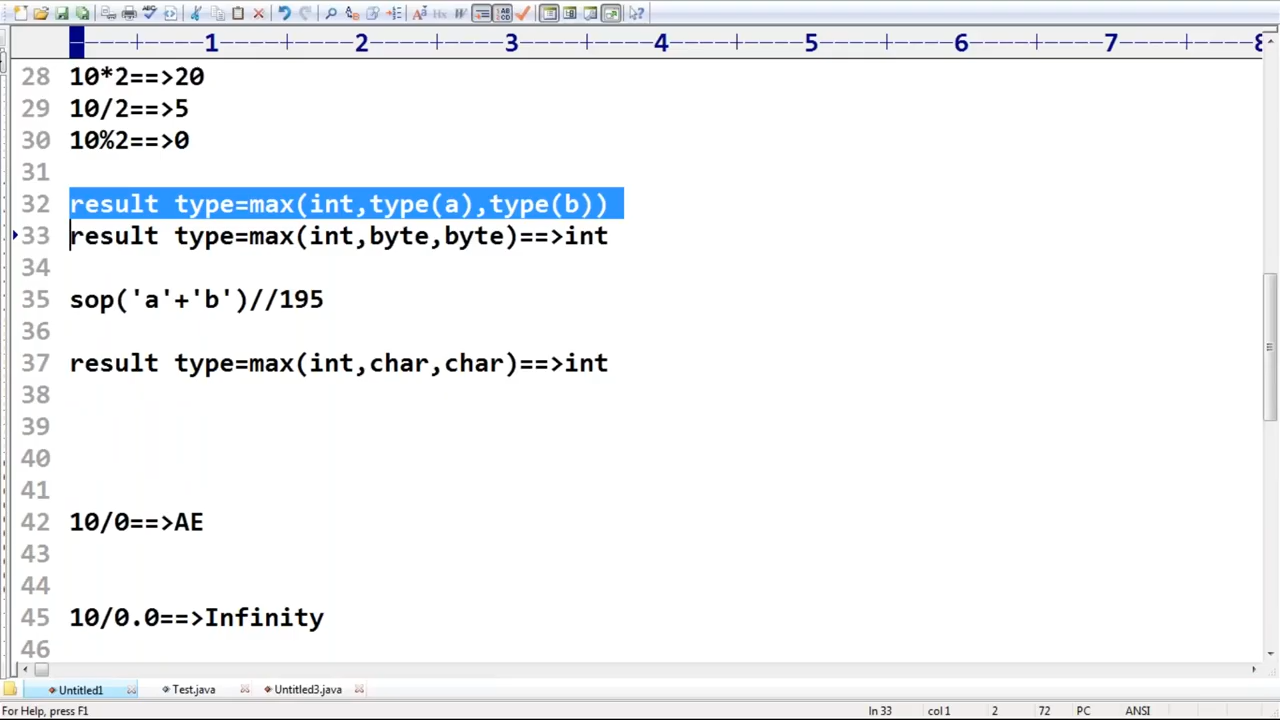 1 2 3 4 5 6 7 8
28 10*2==>20
29 10/2==>5
30 10%2==>0
31
32 result type=max(int,type(a),type(b))
33 result type=max(int,byte,byte)==>int
34
35 sop('a'+'b')//195
36
37 result type=max(int,char,char)==>int
38
39
40
41
42 10/0==>AE
43
44
45 10/0.0==>Infinity
46
Untitled1 Test.java Untitled3.java
For Help, press F1 ln 33 col 1 2 72 PC ANSI